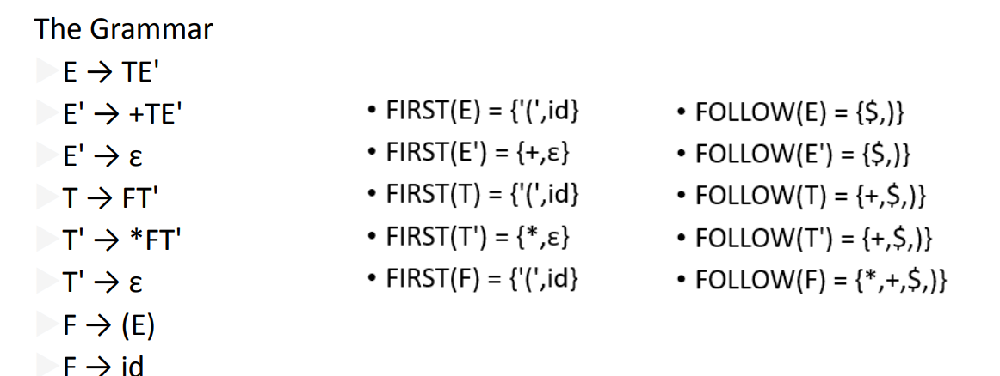 The Grammar
E → TE'
E' → +TE'
E' → ε
T → FT'
T' → *FT'
T' → ε
F → (E)
F → id
• FIRST(E) = {'(',id}
• FIRST(E') = {+,ε}
• FIRST(T) = {'(',id}
• FIRST(T') = {*,ε}
• FIRST(F) = {'(',id}
• FOLLOW(E) = {$,)}
• FOLLOW(E') = {$,)}
• FOLLOW(T) = {+,$,)}
• FOLLOW(T') = {+,$,)}
• FOLLOW(F) = {*,+,$,)}